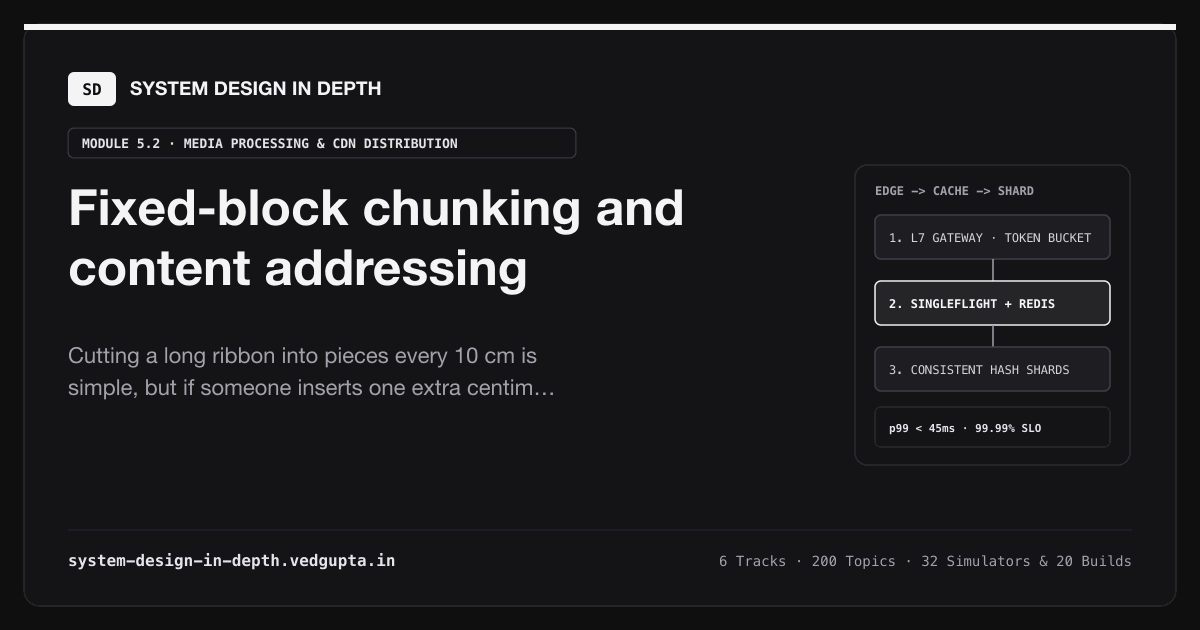 SD
SYSTEM DESIGN IN DEPTH
MODULE 5.2 · MEDIA PROCESSING & CDN DISTRIBUTION
Fixed-block chunking and
content addressing
Cutting a long ribbon into pieces every 10 cm is
simple, but if someone inserts one extra centim…
EDGE —> CACHE —> SHARD
1. L7 GATEWAY · TOKEN BUCKET
2. SINGLEFLIGHT + REDIS
3. CONSISTENT HASH SHARDS
p99 < 45ms · 99.99% SLO
system-design-in-depth.vedgupta.in
6 Tracks · 200 Topics · 32 Simulators & 20 Builds